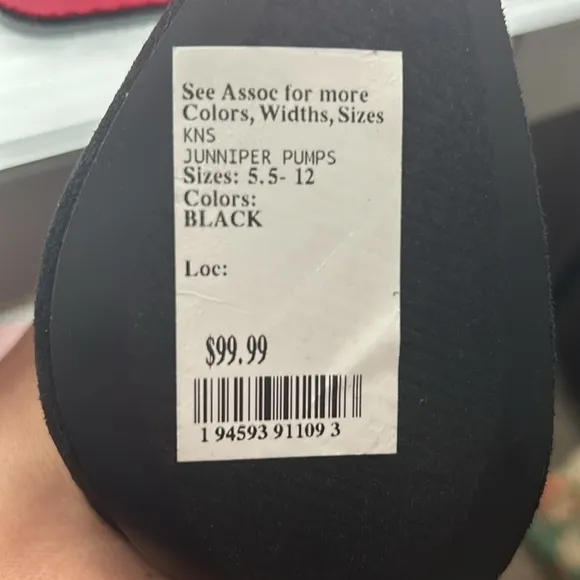 See Assoc for more
Colors, Widths, Sizes
KNS
JUNNIPER PUMPS
Sizes: 5.5- 12
Colors:
BLACK
Loc:
$99.99
1 94593 91109 3